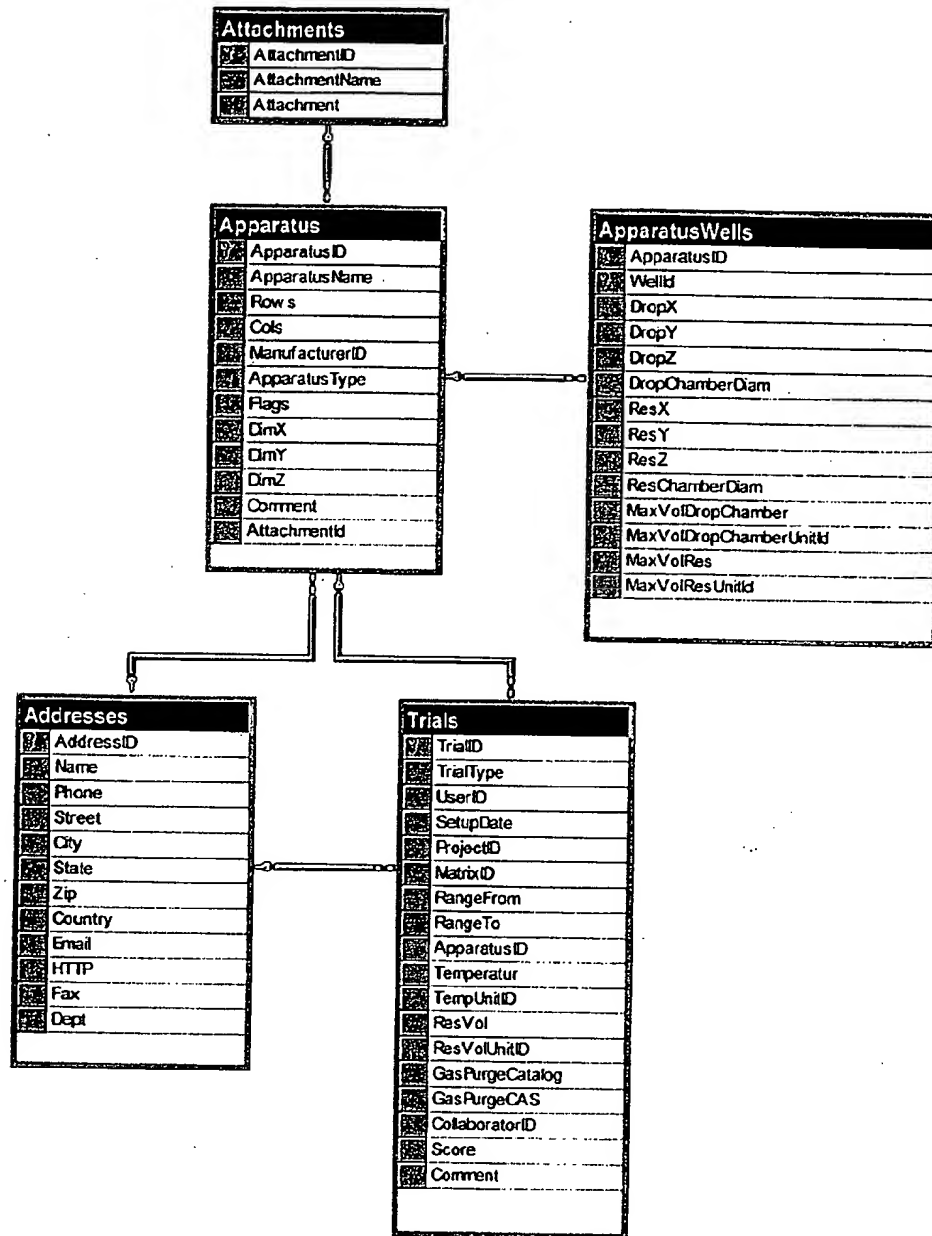 Attachments
AttachmentID
AttachmentName
Attachment
Apparatus
ApparatusID
ApparatusName
Rows
Cols
ManufacturerID
ApparatusType
Flags
DimX
DimY
DimZ
Comment
AttachmentId
ApparatusWells
ApparatusID
WellId
DropX
DropY
DropZ
DropChamberDiam
ResX
ResY
ResZ
ResChamberDiam
MaxVolDropChamber
MaxVolDropChamberUnitId
MaxVolRes
MaxVolResUnitId
Addresses
AddressID
Name
Phone
Street
City
State
Zip
Country
Email
HTTP
Fax
Dept
Trials
TrialID
TrialType
UserID
SetupDate
ProjectID
MatrixID
RangeFrom
RangeTo
ApparatusID
Temperatur
TempUnitID
ResVol
ResVolUnitID
GasPurgeCatalog
GasPurgeCAS
CollaboratorID
Score
Comment